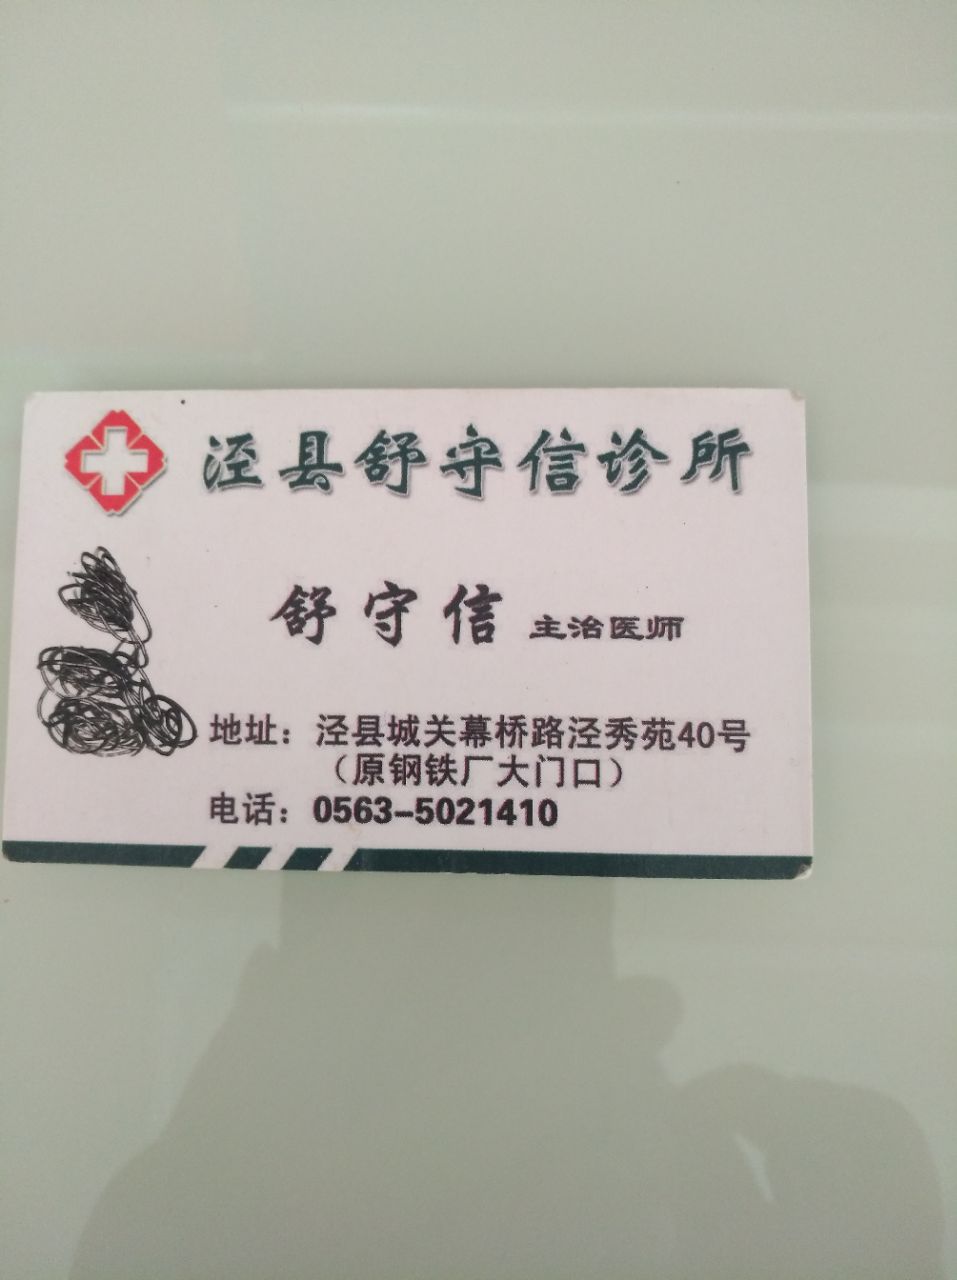 泾县舒守信诊所
舒守信 主治医师
地址：泾县城关幕桥路泾秀苑40号
（原钢铁厂大门口）
电话：0563-5021410